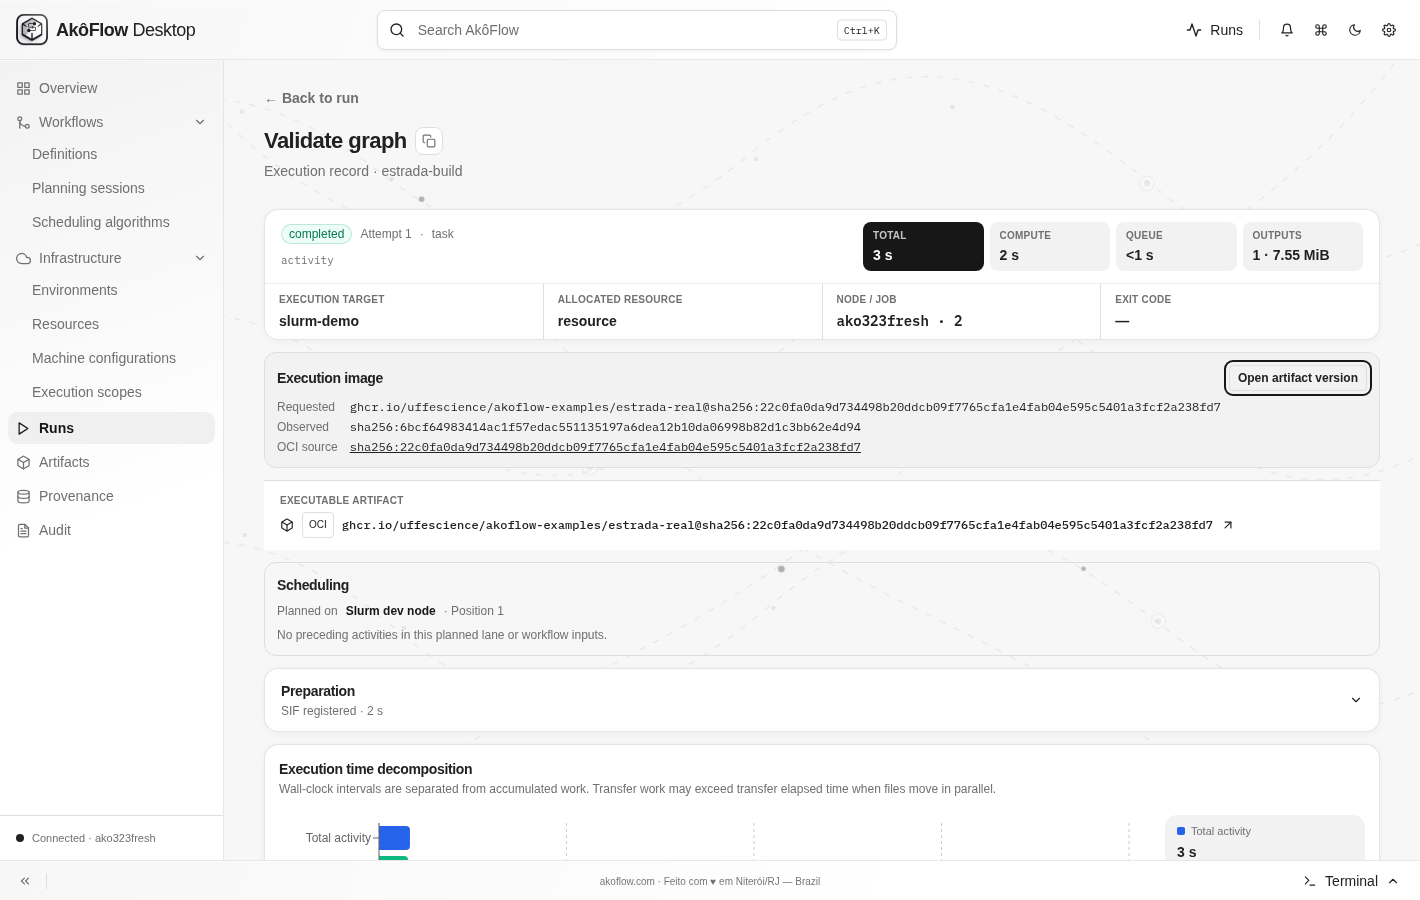 AkôFlow Desktop
Search AkôFlow
Ctrl+K
Runs
Overview
Workflows
Definitions
Planning sessions
Scheduling algorithms
Infrastructure
Environments
Resources
Machine configurations
Execution scopes
Runs
Artifacts
Provenance
Audit
Connected · ako323fresh
← Back to run
Validate graph
Execution record · estrada-build
completed Attempt 1 · task
activity
TOTAL
3 s
COMPUTE
2 s
QUEUE
<1 s
OUTPUTS
1 · 7.55 MiB
EXECUTION TARGET
slurm-demo
ALLOCATED RESOURCE
resource
NODE / JOB
ako323fresh · 2
EXIT CODE
—
Execution image
Open artifact version
Requested ghcr.io/uffescience/akoflow-examples/estrada-real@sha256:22c0fa0da9d734498b20ddcb09f7765cfa1e4fab04e595c5401a3fcf2a238fd7
Observed sha256:6bcf64983414ac1f57edac551135197a6dea12b10da06998b82d1c3bb62e4d94
OCI source sha256:22c0fa0da9d734498b20ddcb09f7765cfa1e4fab04e595c5401a3fcf2a238fd7
EXECUTABLE ARTIFACT
OCI ghcr.io/uffescience/akoflow-examples/estrada-real@sha256:22c0fa0da9d734498b20ddcb09f7765cfa1e4fab04e595c5401a3fcf2a238fd7
Scheduling
Planned on Slurm dev node · Position 1
No preceding activities in this planned lane or workflow inputs.
Preparation
SIF registered · 2 s
Execution time decomposition
Wall-clock intervals are separated from accumulated work. Transfer work may exceed transfer elapsed time when files move in parallel.
Total activity
Total activity
3 s
akoflow.com · Feito com ♥ em Niterói/RJ — Brazil
Terminal